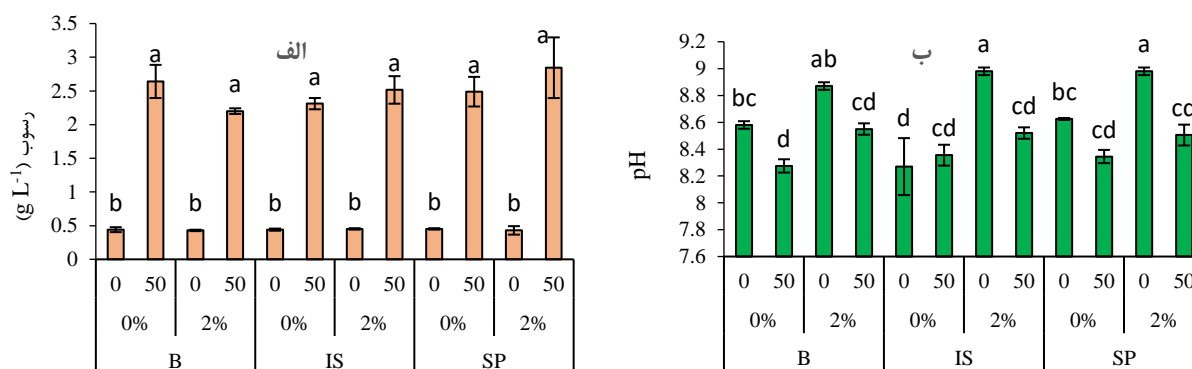 رسوب (g L-1)
3.5
3
2.5
2
1.5
1
0.5
0
الف
b a b a b a b a b a b a
0 50 0 50 0 50 0 50 0 50 0 50
0% 2% 0% 2% 0% 2%
B IS SP
pH
9.2
9
8.8
8.6
8.4
8.2
8
7.8
7.6
ب
bc d ab cd d cd a cd bc cd a cd
0 50 0 50 0 50 0 50 0 50 0 50
0% 2% 0% 2% 0% 2%
B IS SP